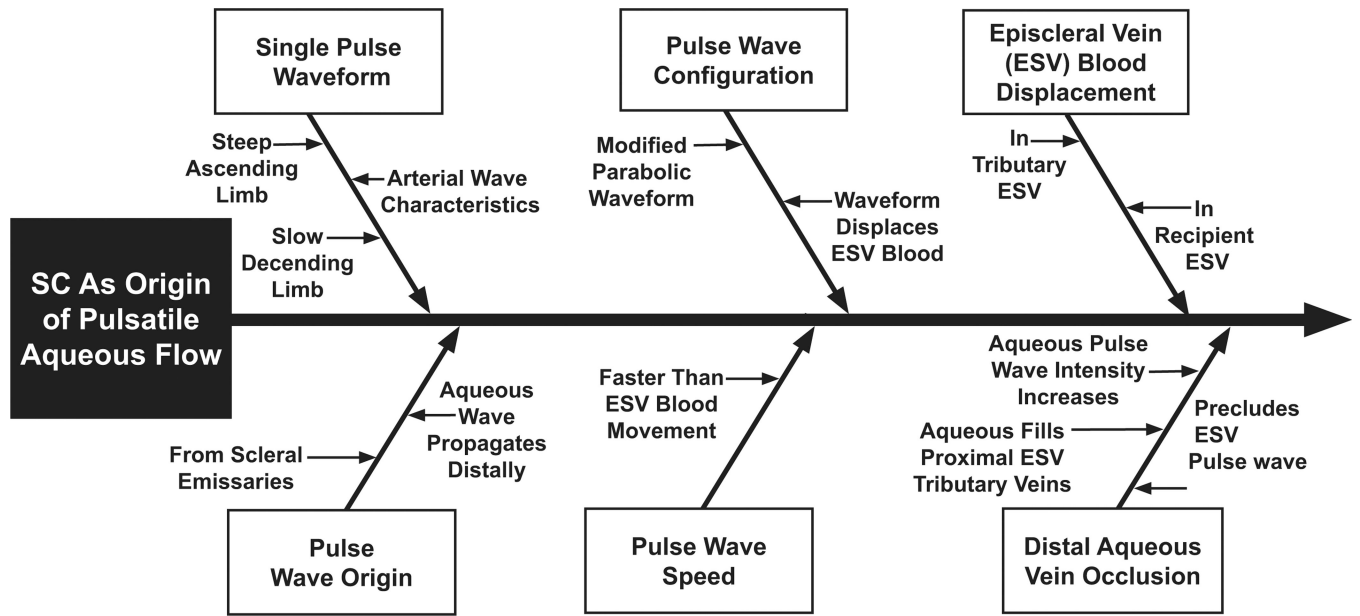 Single Pulse
Waveform
Pulse Wave
Configuration
Episcleral Vein
(ESV) Blood
Displacement
Steep
Ascending
Limb
Arterial Wave
Characteristics
Slow
Decending
Limb
Modified
Parabolic
Waveform
Waveform
Displaces
ESV Blood
In
Tributary
ESV
In
Recipient
ESV
SC As Origin
of Pulsatile
Aqueous Flow
From Scleral
Emissaries
Aqueous
Wave
Propagates
Distally
Faster Than
ESV Blood
Movement
Aqueous Pulse
Wave Intensity
Increases
Aqueous Fills
Proximal ESV
Tributary Veins
Precludes
ESV
Pulse wave
Pulse
Wave Origin
Pulse Wave
Speed
Distal Aqueous
Vein Occlusion